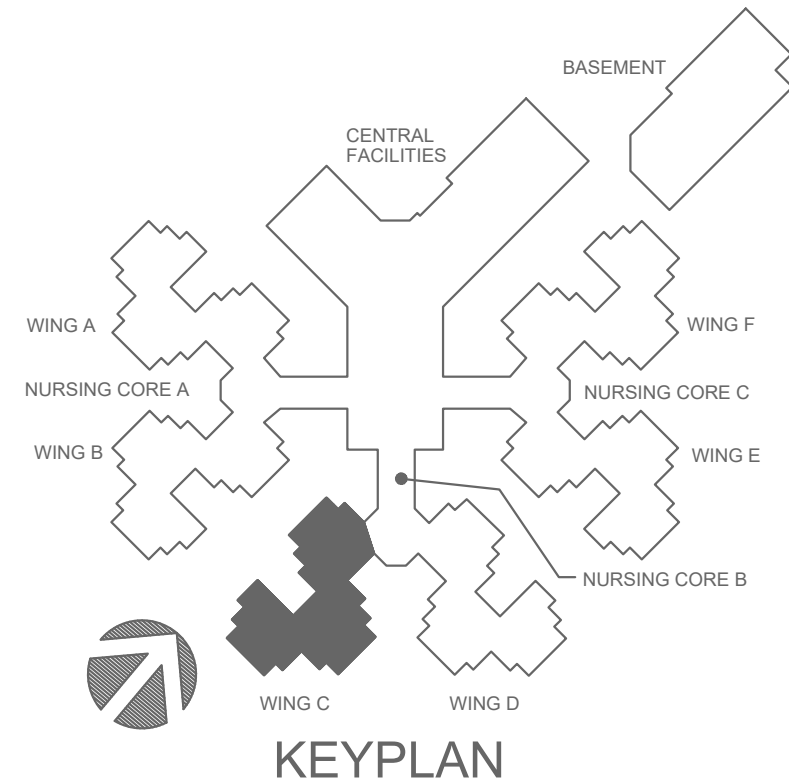 BASEMENT
CENTRAL
FACILITIES
WING A
WING F
NURSING CORE A
NURSING CORE C
WING B
WING E
NURSING CORE B
WING C
WING D
KEYPLAN